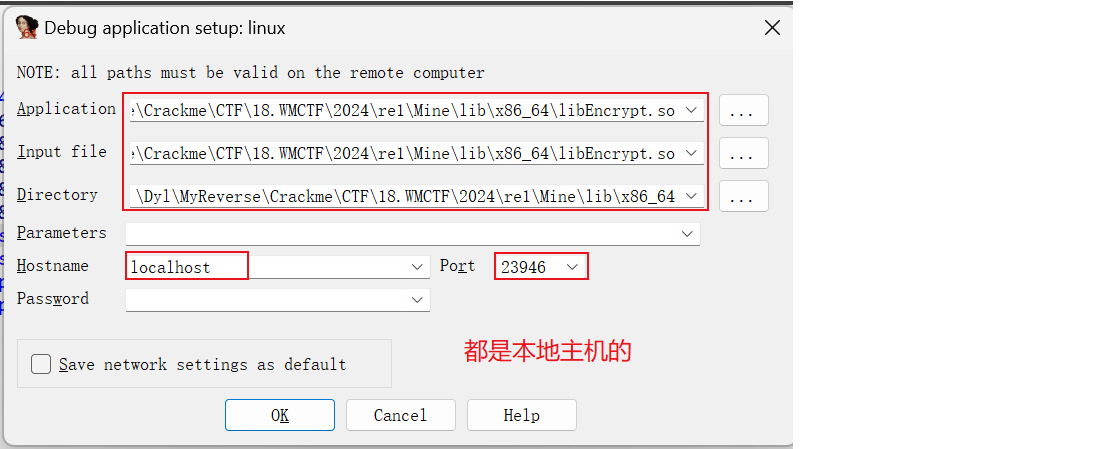 Debug application setup: linux
NOTE: all paths must be valid on the remote computer
Application \Crackme\CTF\18.WMCTF\2024\re1\Mine\lib\x86_64\libEncrypt.so ...
Input file \Crackme\CTF\18.WMCTF\2024\re1\Mine\lib\x86_64\libEncrypt.so ...
Directory \Dyl\MyReverse\Crackme\CTF\18.WMCTF\2024\re1\Mine\lib\x86_64 ...
Parameters
Hostname localhost Port 23946
Password
都是本地主机的
Save network settings as default
OK Cancel Help